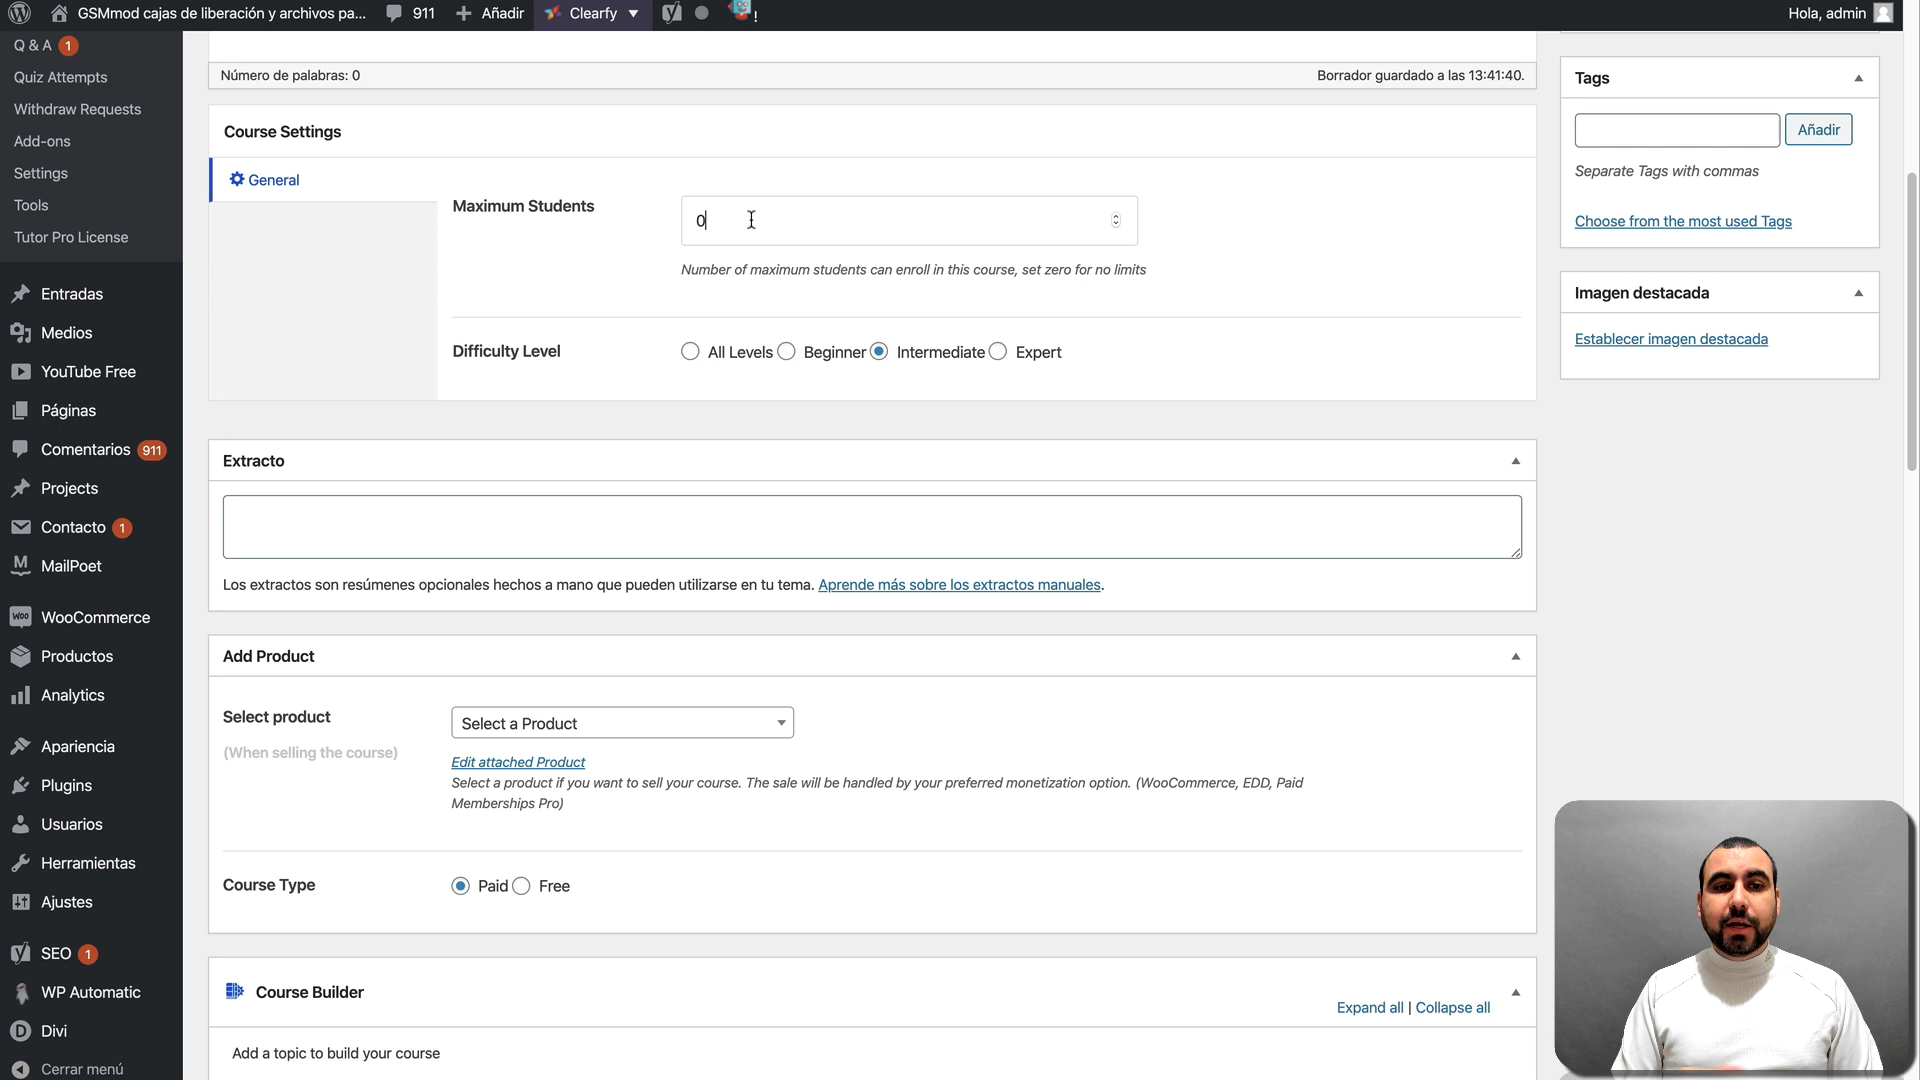 GSMmod cajas de liberación y archivos pa... 911 Añadir Clearfy ! Hola, admin
Q & A 1
Quiz Attempts
Withdraw Requests
Add-ons
Settings
Tools
Tutor Pro License
Entradas
Medios
YouTube Free
Páginas
Comentarios 911
Projects
Contacto 1
MailPoet
WooCommerce
Productos
Analytics
Apariencia
Plugins
Usuarios
Herramientas
Ajustes
SEO 1
WP Automatic
Divi
Cerrar menú
Número de palabras: 0 Borrador guardado a las 13:41:40.
Course Settings
General
Maximum Students 0
Number of maximum students can enroll in this course, set zero for no limits
Difficulty Level All Levels Beginner Intermediate Expert
Extracto
Los extractos son resúmenes opcionales hechos a mano que pueden utilizarse en tu tema. Aprende más sobre los extractos manuales.
Add Product
Select product Select a Product
(When selling the course)
Edit attached Product
Select a product if you want to sell your course. The sale will be handled by your preferred monetization option. (WooCommerce, EDD, Paid
Memberships Pro)
Course Type Paid Free
Course Builder
Expand all | Collapse all
Add a topic to build your course
Tags
Añadir
Separate Tags with commas
Choose from the most used Tags
Imagen destacada
Establecer imagen destacada